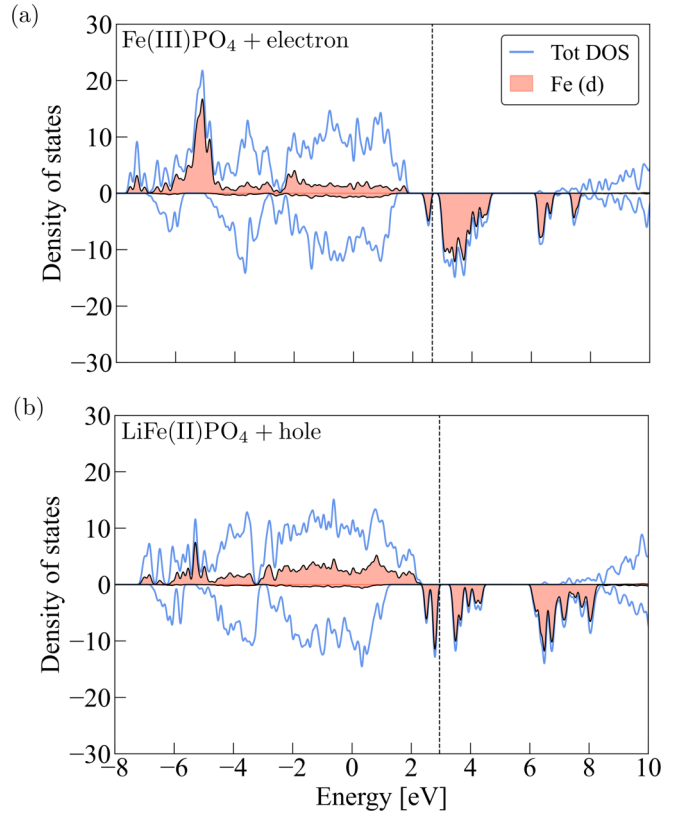 (a)
Fe(III)PO₄ + electron
Tot DOS
Fe (d)
30
20
10
0
−10
−20
−30
Density of states
(b)
LiFe(II)PO₄ + hole
30
20
10
0
−10
−20
−30
Density of states
−8 −6 −4 −2 0 2 4 6 8 10
Energy [eV]